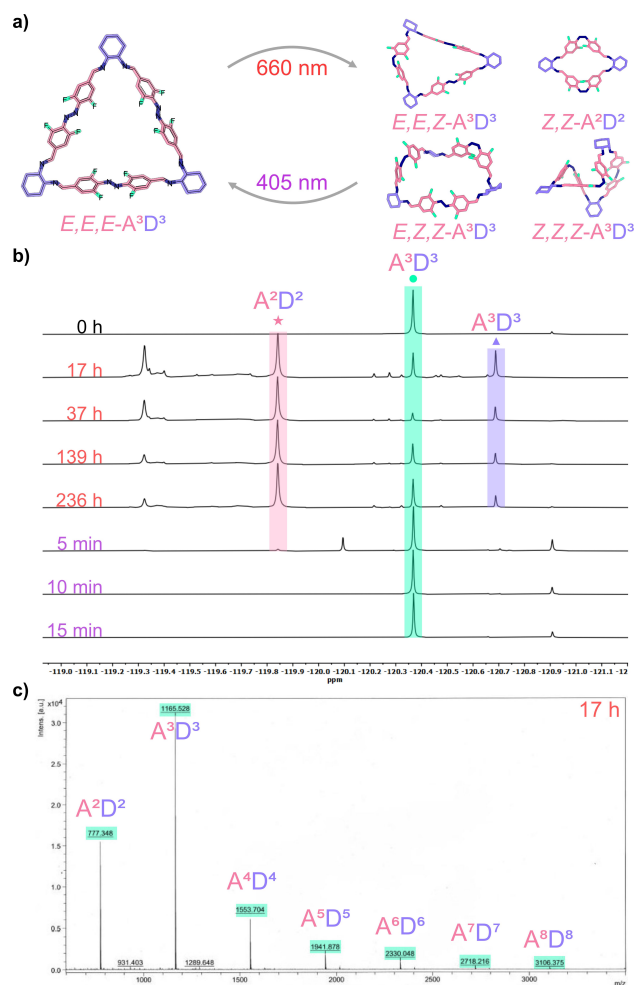 a)
F
F
F
F
F
F
F
F
F
F
F
F
N
N
N
N
E,E,E-A³D³
660 nm
405 nm
E,E,Z-A³D³
Z,Z-A²D²
E,Z,Z-A³D³
Z,Z,Z-A³D³
b)
A²D²
A³D³
A³D³
0 h
17 h
37 h
139 h
236 h
5 min
10 min
15 min
-119.0 -119.1 -119.2 -119.3 -119.4 -119.5 -119.6 -119.7 -119.8 -119.9 -120.0 -120.1 -120.2 -120.3 -120.4 -120.5 -120.6 -120.7 -120.8 -120.9 -121.0 -121.1 -12
ppm
c)
Intens. [a.u.]
x10⁴
3.0
2.5
2.0
1.5
1.0
0.5
0.0
17 h
1165.528
A³D³
A²D²
777.348
A⁴D⁴
1553.704
A⁵D⁵
1941.878
A⁶D⁶
2330.048
A⁷D⁷
2718.216
A⁸D⁸
3106.375
931.403
1289.648
1000 1500 2000 2500 3000
m/z